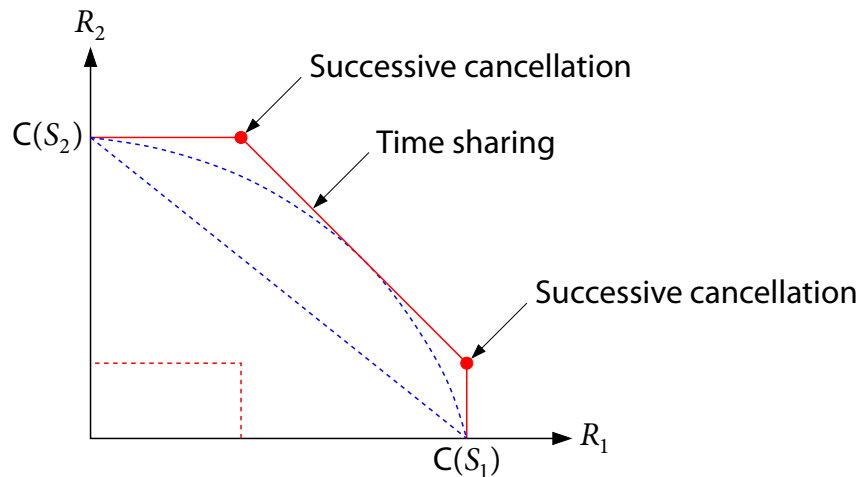 R₂
Successive cancellation
C(S₂)
Time sharing
Successive cancellation
R₁
C(S₁)